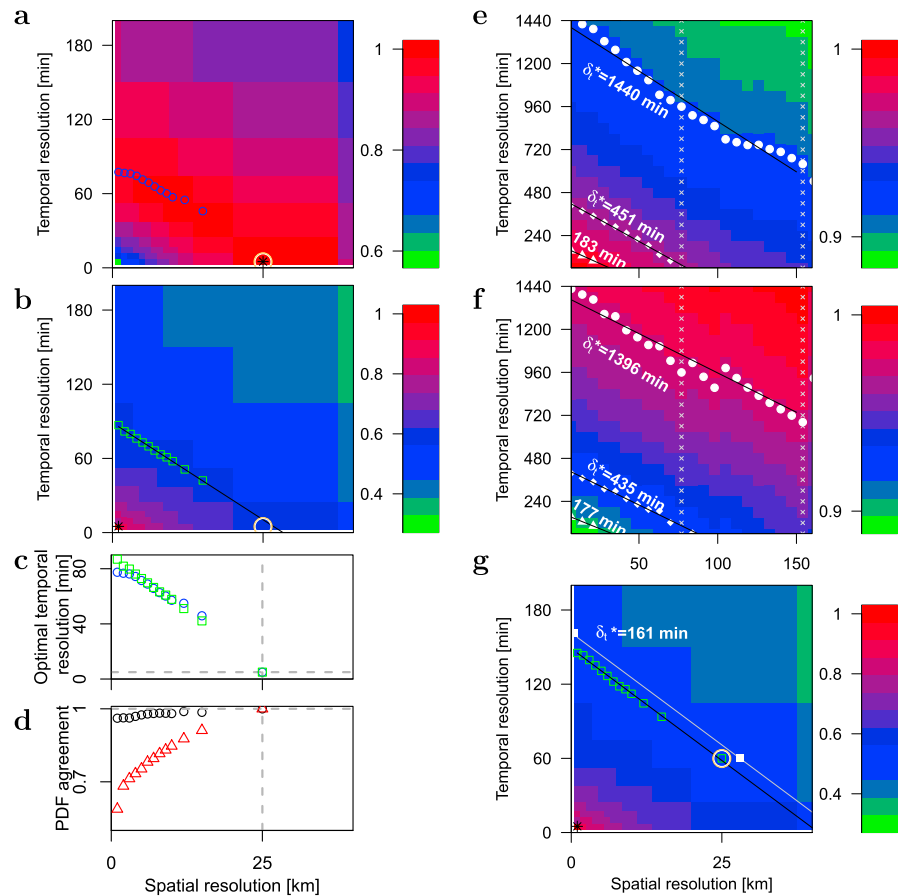 a
Temporal resolution [min]
0
60
120
180
0
25
0.6
0.8
1
b
Temporal resolution [min]
0
60
120
180
0.4
0.6
0.8
1
c
Optimal temporal
resolution [min]
0
40
80
d
PDF agreement
0.7
1
0
25
Spatial resolution [km]
e
Temporal resolution [min]
240
480
720
960
1200
1440
δt*=1440 min
δt*=451 min
183 min
0.9
1
f
Temporal resolution [min]
240
480
720
960
1200
1440
δt*=1396 min
δt*=435 min
177 min
50
100
150
0.9
1
g
Temporal resolution [min]
0
60
120
180
δt*=161 min
0
25
Spatial resolution [km]
0.4
0.6
0.8
1